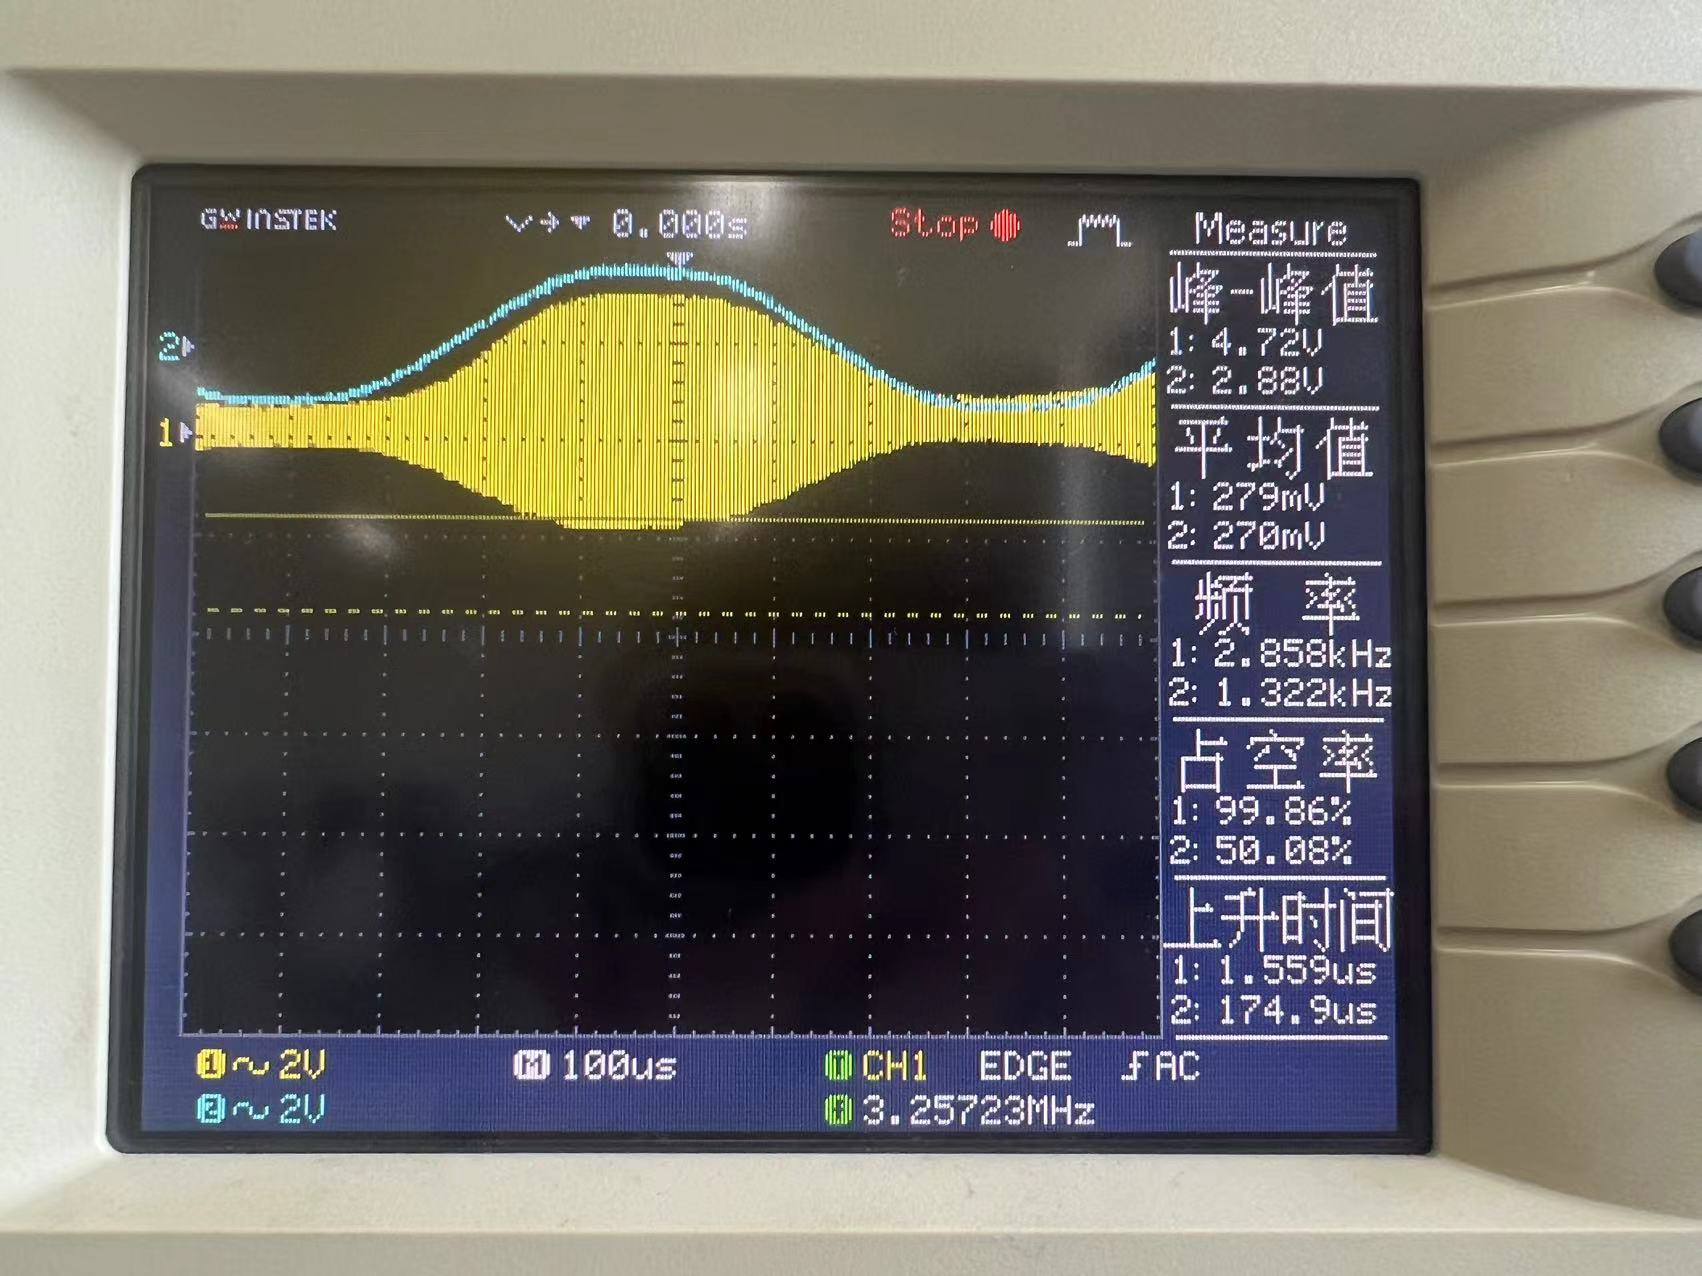 GWINSTEK 0.000s Stop
Measure
峰-峰值
1: 4.72V
2: 2.88V
2
1
平均值
1: 279mV
2: 270mV
频 率
1: 2.858kHz
2: 1.322kHz
占空率
1: 99.86%
2: 50.08%
上升时间
1: 1.559us
2: 174.9us
1 ~ 2V M 100us T CH1 EDGE AC
2 ~ 2V 3.25723MHz